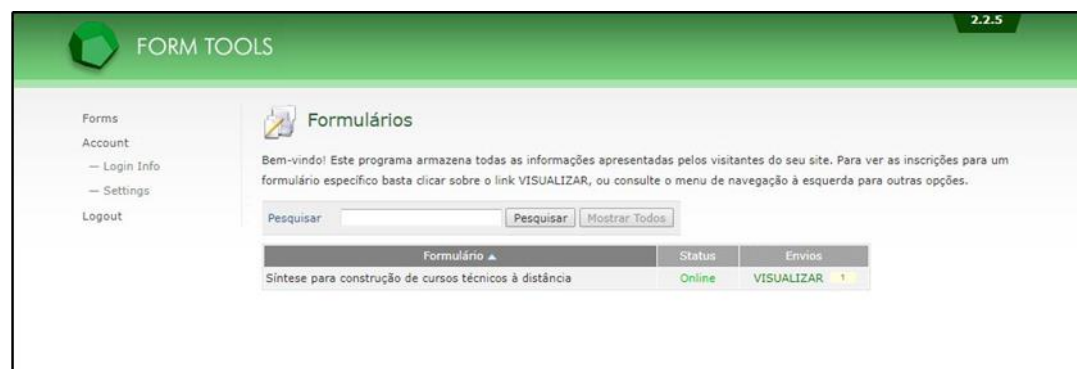 2.2.5
FORM TOOLS
Forms
Account
— Login Info
— Settings
Logout
Formulários
Bem-vindo! Este programa armazena todas as informações apresentadas pelos visitantes do seu site. Para ver as inscrições para um
formulário específico basta clicar sobre o link VISUALIZAR, ou consulte o menu de navegação à esquerda para outras opções.
Pesquisar Pesquisar Mostrar Todos
Formulário Status Envios
Síntese para construção de cursos técnicos à distância Online VISUALIZAR 1